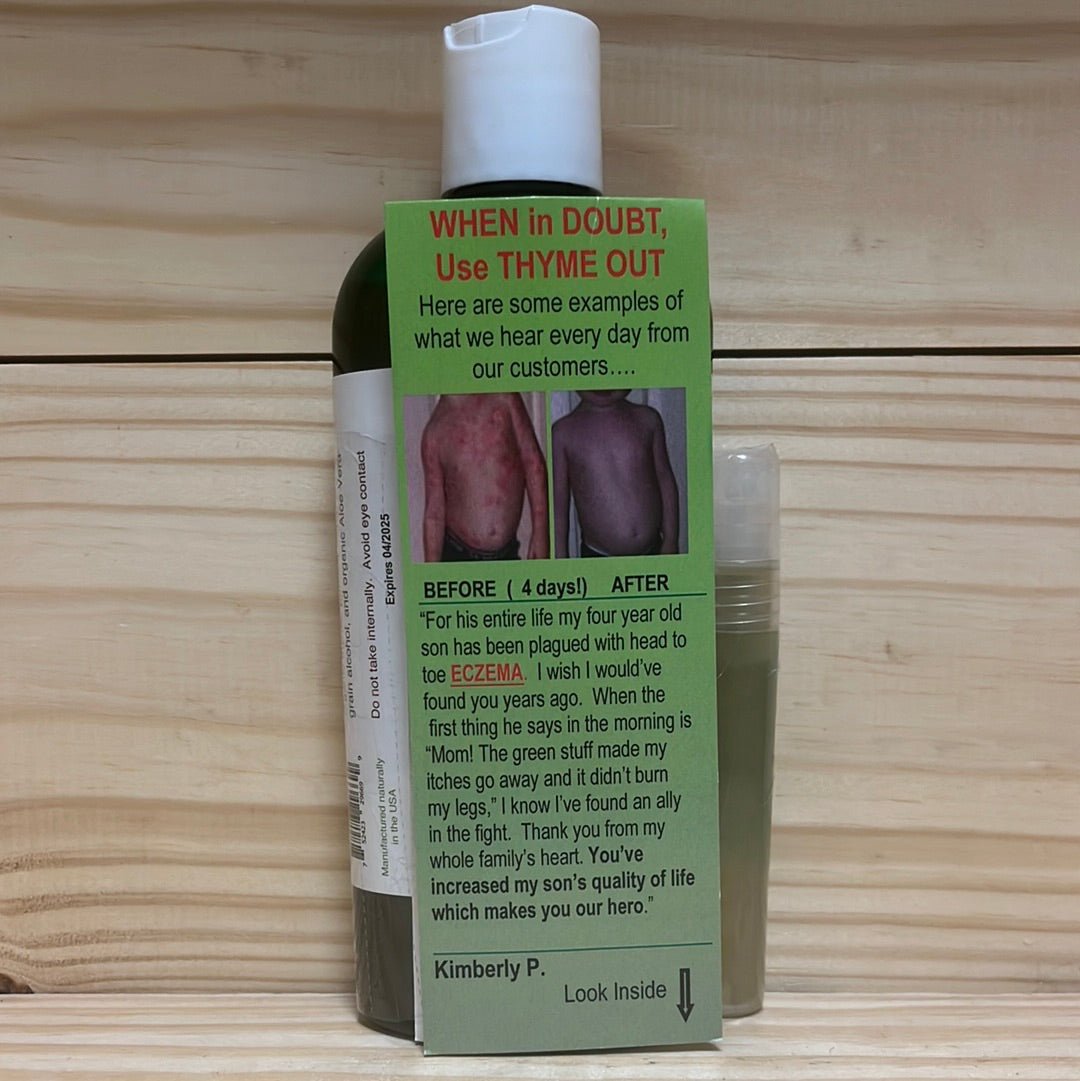 WHEN in DOUBT,
Use THYME OUT
Here are some examples of
what we hear every day from
our customers....
BEFORE ( 4 days!) AFTER
“For his entire life my four year old
son has been plagued with head to
toe ECZEMA. I wish I would’ve
found you years ago. When the
first thing he says in the morning is
“Mom! The green stuff made my
itches go away and it didn’t burn
my legs,” I know I’ve found an ally
in the fight. Thank you from my
whole family’s heart. You’ve
increased my son’s quality of life
which makes you our hero.”
Kimberly P.
Look Inside
grain alcohol, and organic Aloe Vera
Do not take internally. Avoid eye contact
Expires 04/2025
Manufactured naturally
in the USA